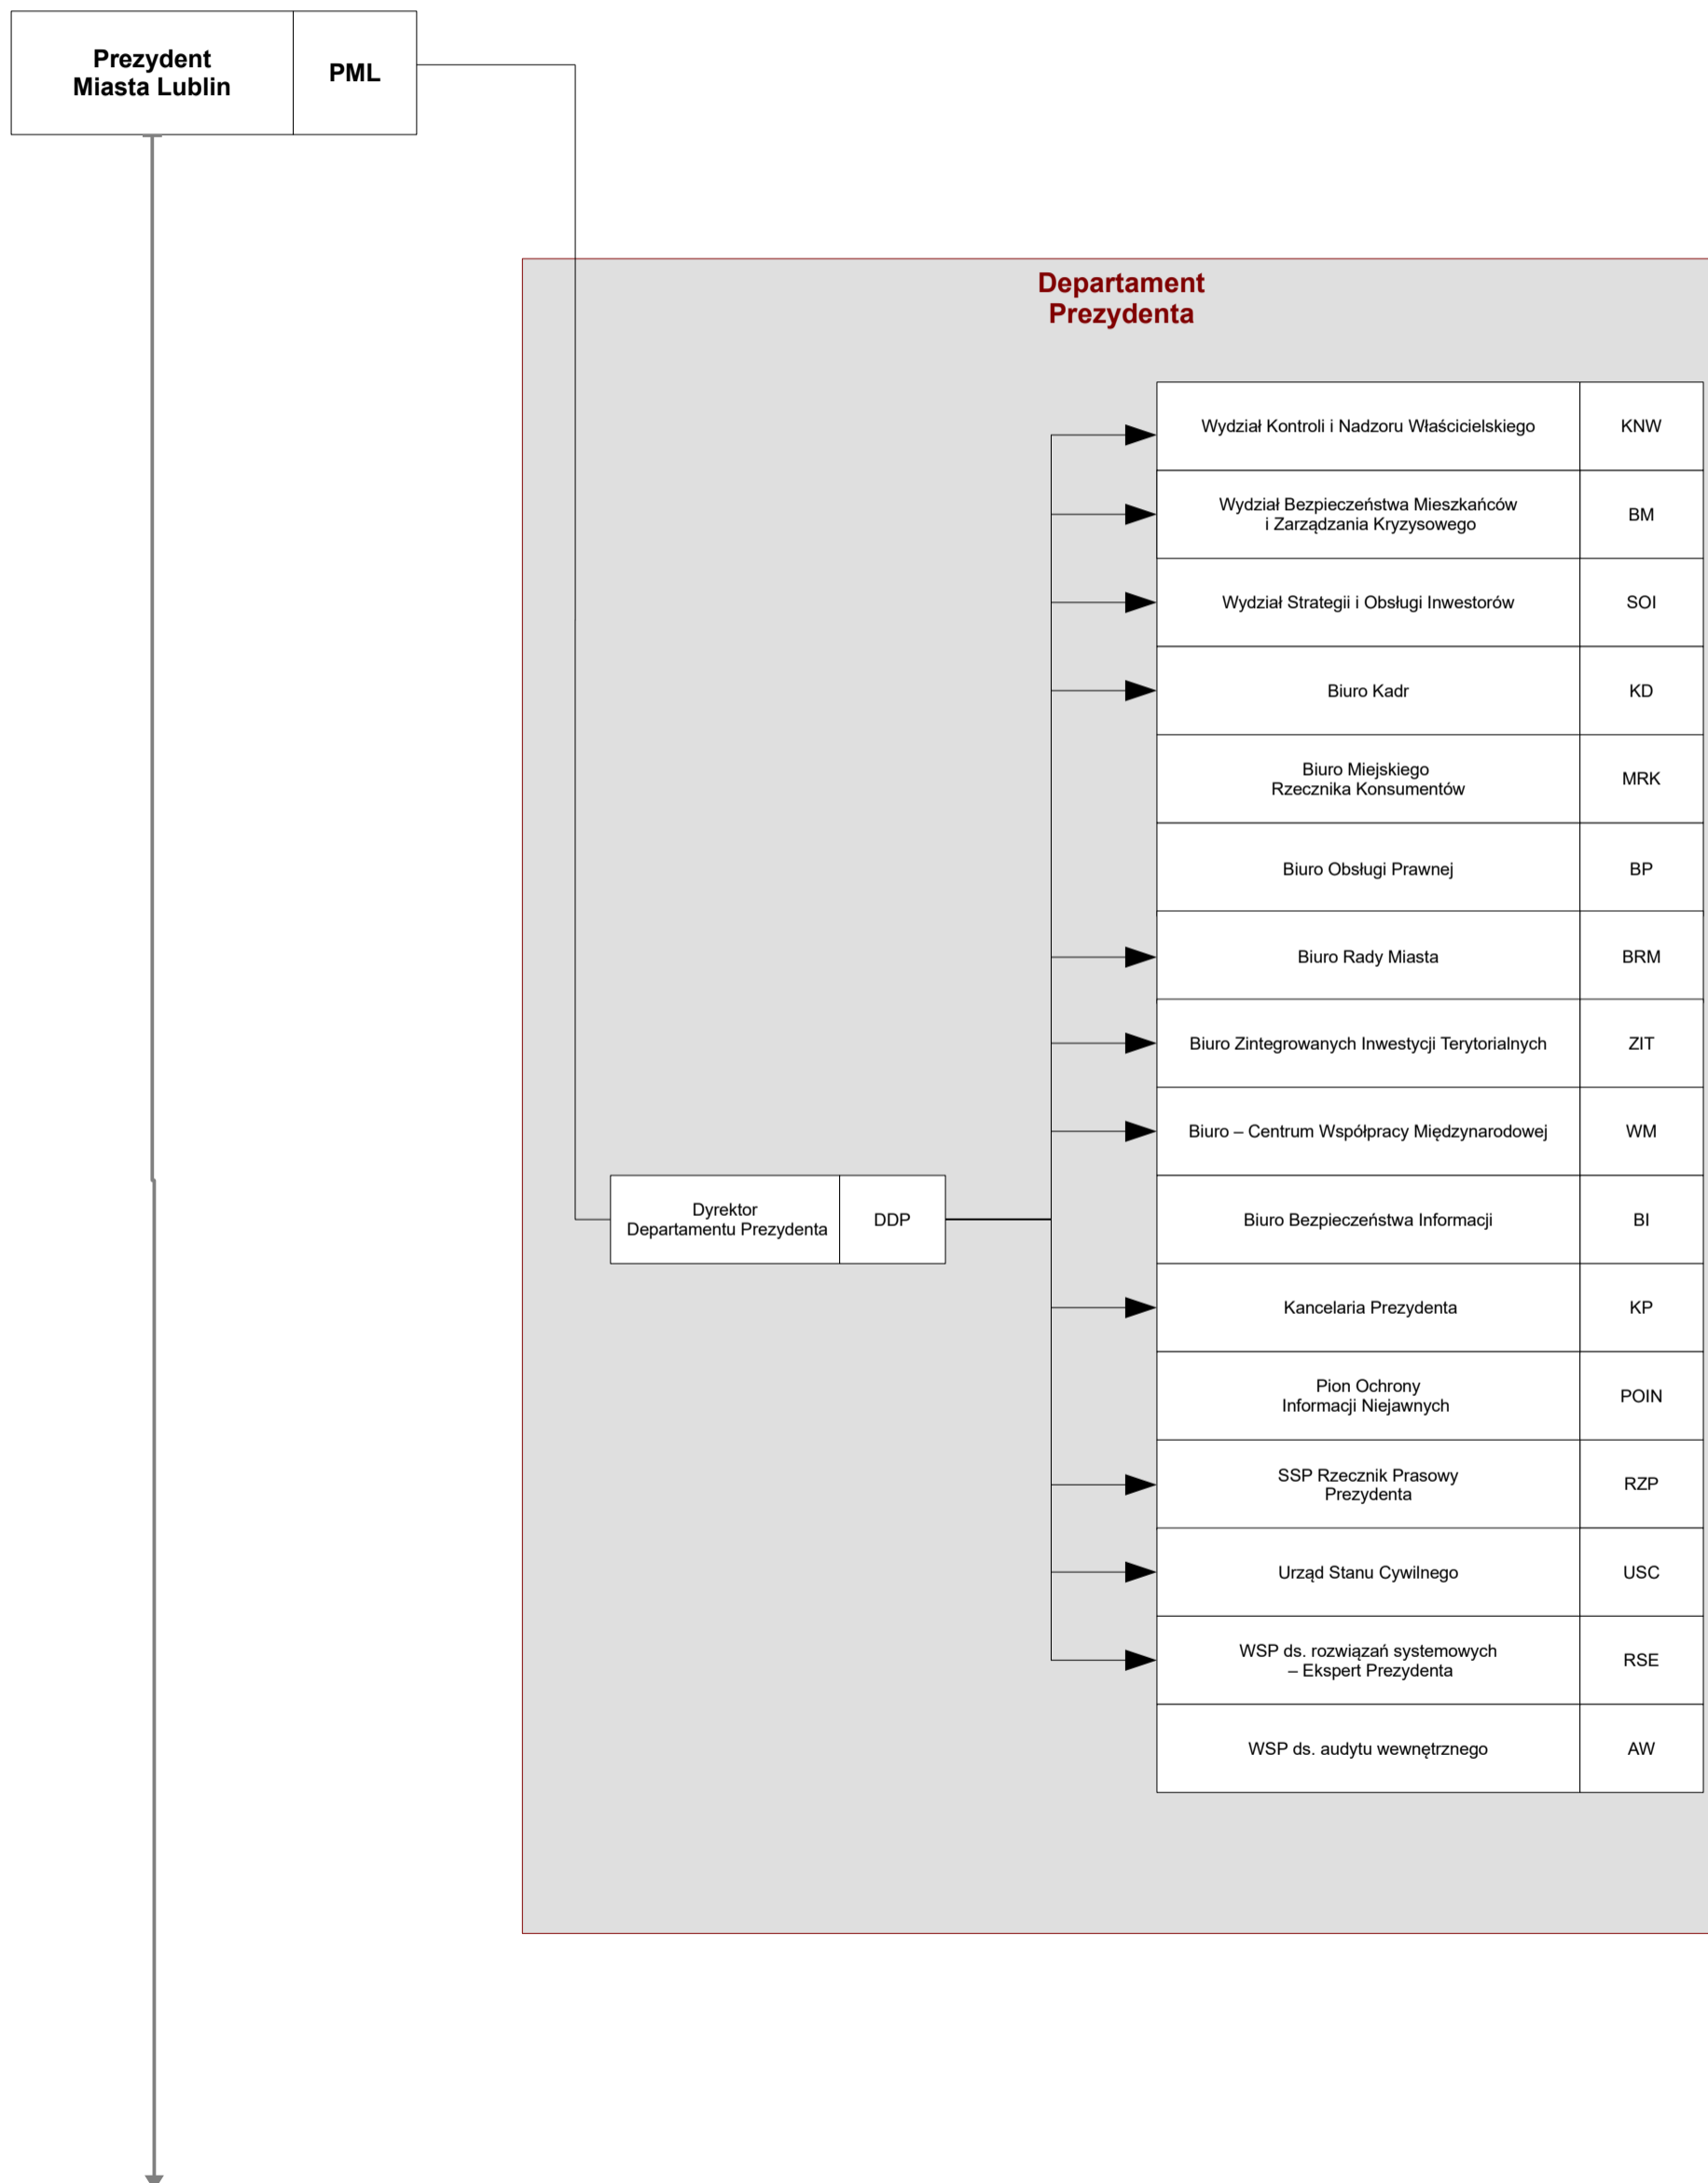 Prezydent
Miasta Lublin
PML
Departament
Prezydenta
Wydział Kontroli i Nadzoru Właścicielskiego
KNW
Wydział Bezpieczeństwa Mieszkańców
i Zarządzania Kryzysowego
BM
Wydział Strategii i Obsługi Inwestorów
SOI
Biuro Kadr
KD
Biuro Miejskiego
Rzecznika Konsumentów
MRK
Biuro Obsługi Prawnej
BP
Biuro Rady Miasta
BRM
Biuro Zintegrowanych Inwestycji Terytorialnych
ZIT
Biuro – Centrum Współpracy Międzynarodowej
WM
Dyrektor
Departamentu Prezydenta
DDP
Biuro Bezpieczeństwa Informacji
BI
Kancelaria Prezydenta
KP
Pion Ochrony
Informacji Niejawnych
POIN
SSP Rzecznik Prasowy
Prezydenta
RZP
Urząd Stanu Cywilnego
USC
WSP ds. rozwiązań systemowych
– Ekspert Prezydenta
RSE
WSP ds. audytu wewnętrznego
AW